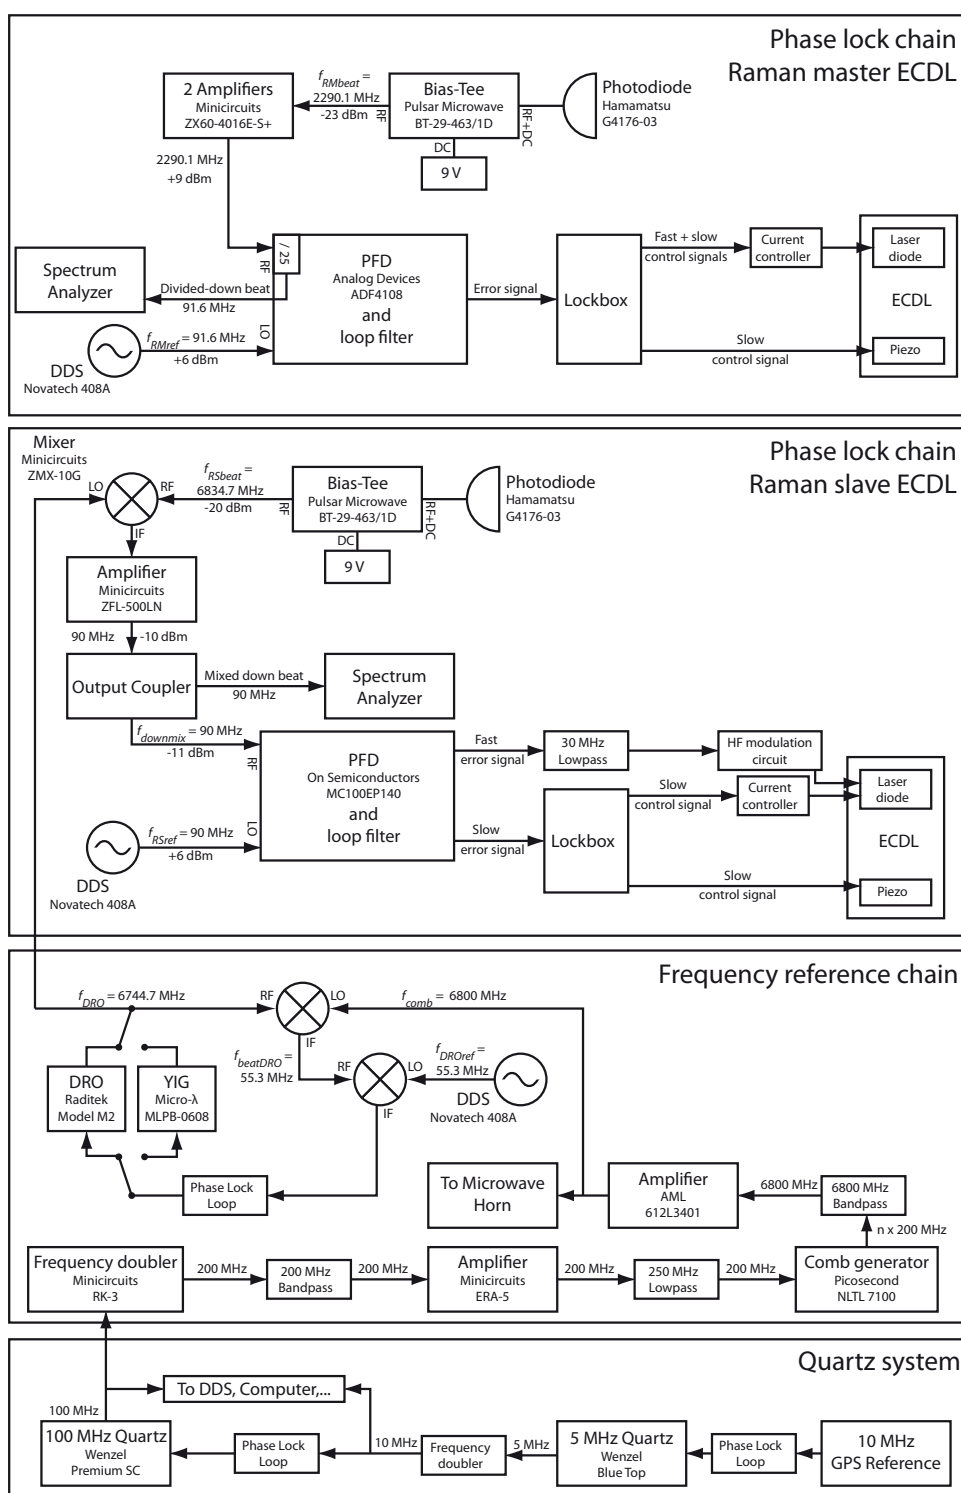 Phase lock chain
Raman master ECDL
2 Amplifiers
Minicircuits
ZX60-4016E-S+
f_RMbeat =
2290.1 MHz
-23 dBm
RF
Bias-Tee
Pulsar Microwave
BT-29-463/1D
RF+DC
Photodiode
Hamamatsu
G4176-03
DC
9 V
2290.1 MHz
+9 dBm
Spectrum
Analyzer
Divided-down beat
91.6 MHz
RF
/ 25
PFD
Analog Devices
ADF4108
and
loop filter
LO
f_RMref = 91.6 MHz
+6 dBm
DDS
Novatech 408A
Error signal
Lockbox
Fast + slow
control signals
Current
controller
Laser
diode
ECDL
Slow
control signal
Piezo
Phase lock chain
Raman slave ECDL
Mixer
Minicircuits
ZMX-10G
LO
RF
IF
f_RSbeat =
6834.7 MHz
-20 dBm
RF
Bias-Tee
Pulsar Microwave
BT-29-463/1D
RF+DC
Photodiode
Hamamatsu
G4176-03
DC
9 V
Amplifier
Minicircuits
ZFL-500LN
90 MHz
-10 dBm
Output Coupler
Mixed down beat
90 MHz
Spectrum
Analyzer
f_downmix = 90 MHz
-11 dBm
RF
PFD
On Semiconductors
MC100EP140
and
loop filter
LO
f_RSref = 90 MHz
+6 dBm
DDS
Novatech 408A
Fast
error signal
30 MHz
Lowpass
HF modulation
circuit
Slow
error signal
Lockbox
Slow
control signal
Current
controller
Laser
diode
ECDL
Slow
control signal
Piezo
Frequency reference chain
f_DRO = 6744.7 MHz
RF
LO
IF
f_comb = 6800 MHz
f_beatDRO =
55.3 MHz
RF
LO
IF
f_DROref =
55.3 MHz
DDS
Novatech 408A
DRO
Raditek
Model M2
YIG
Micro-λ
MLPB-0608
Phase Lock
Loop
To Microwave
Horn
Amplifier
AML
612L3401
6800 MHz
6800 MHz
Bandpass
n x 200 MHz
Frequency doubler
Minicircuits
RK-3
200 MHz
200 MHz
Bandpass
200 MHz
Amplifier
Minicircuits
ERA-5
200 MHz
250 MHz
Lowpass
200 MHz
Comb generator
Picosecond
NLTL 7100
Quartz system
To DDS, Computer,...
100 MHz
100 MHz Quartz
Wenzel
Premium SC
Phase Lock
Loop
10 MHz
Frequency
doubler
5 MHz
5 MHz Quartz
Wenzel
Blue Top
Phase Lock
Loop
10 MHz
GPS Reference